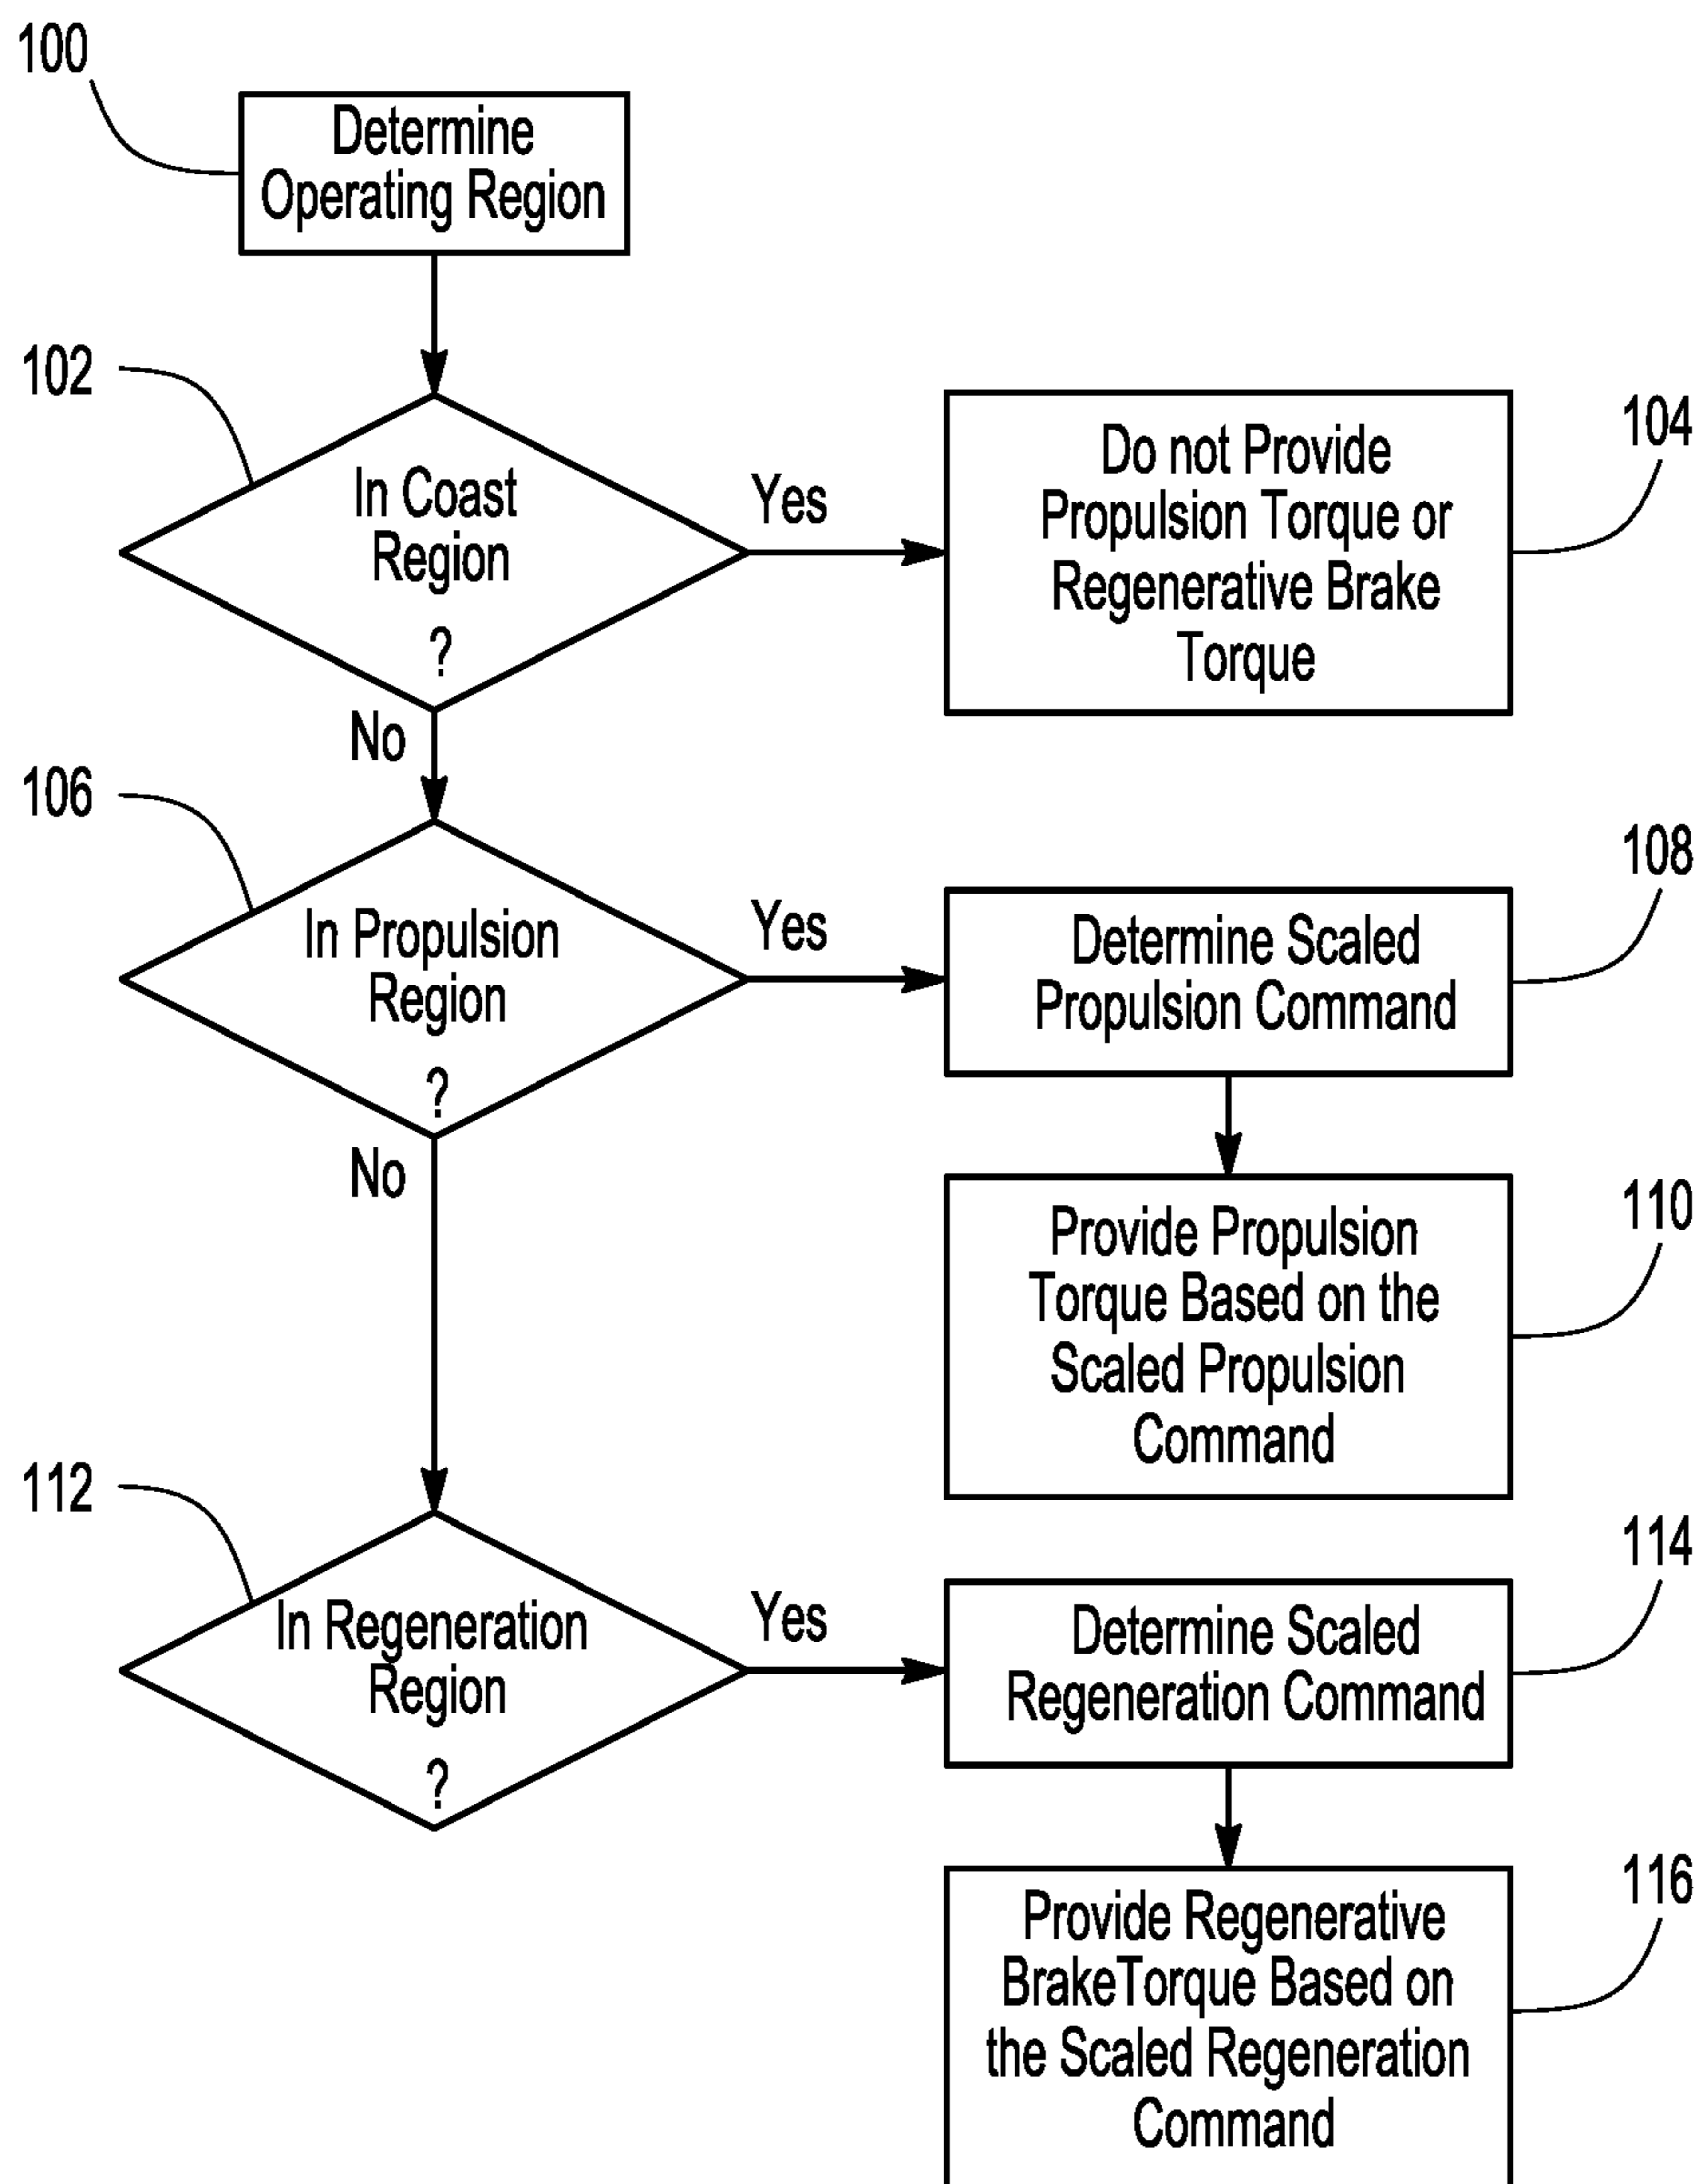 100
Determine
Operating Region
102
In Coast
Region
?
Yes
No
104
Do not Provide
Propulsion Torque or
Regenerative Brake
Torque
106
In Propulsion
Region
?
Yes
No
108
Determine Scaled
Propulsion Command
110
Provide Propulsion
Torque Based on the
Scaled Propulsion
Command
112
In Regeneration
Region
?
Yes
114
Determine Scaled
Regeneration Command
116
Provide Regenerative
BrakeTorque Based on
the Scaled Regeneration
Command